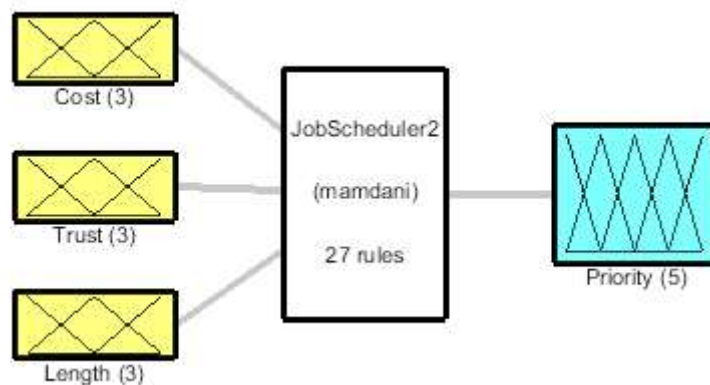 Cost (3)
Trust (3)
Length (3)
JobScheduler2
(mamdani)
27 rules
Priority (5)